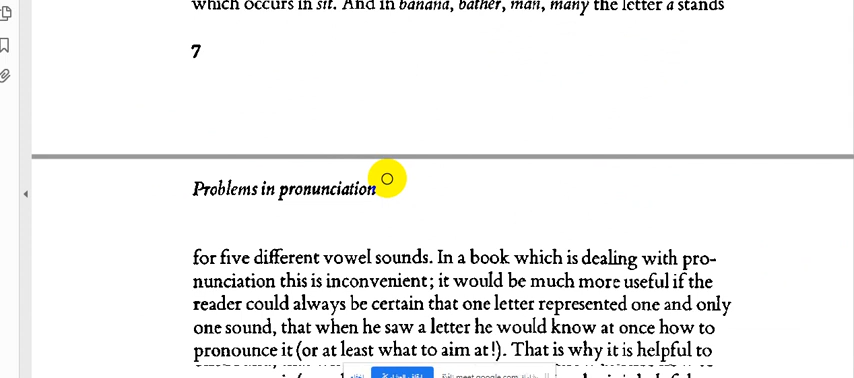 which occurs in sit. And in banana, bather, man, many the letter a stands
7
Problems in pronunciation
for five different vowel sounds. In a book which is dealing with pro-
nunciation this is inconvenient; it would be much more useful if the
reader could always be certain that one letter represented one and only
one sound, that when he saw a letter he would know at once how to
pronounce it (or at least what to aim at!). That is why it is helpful to
meet.google.com